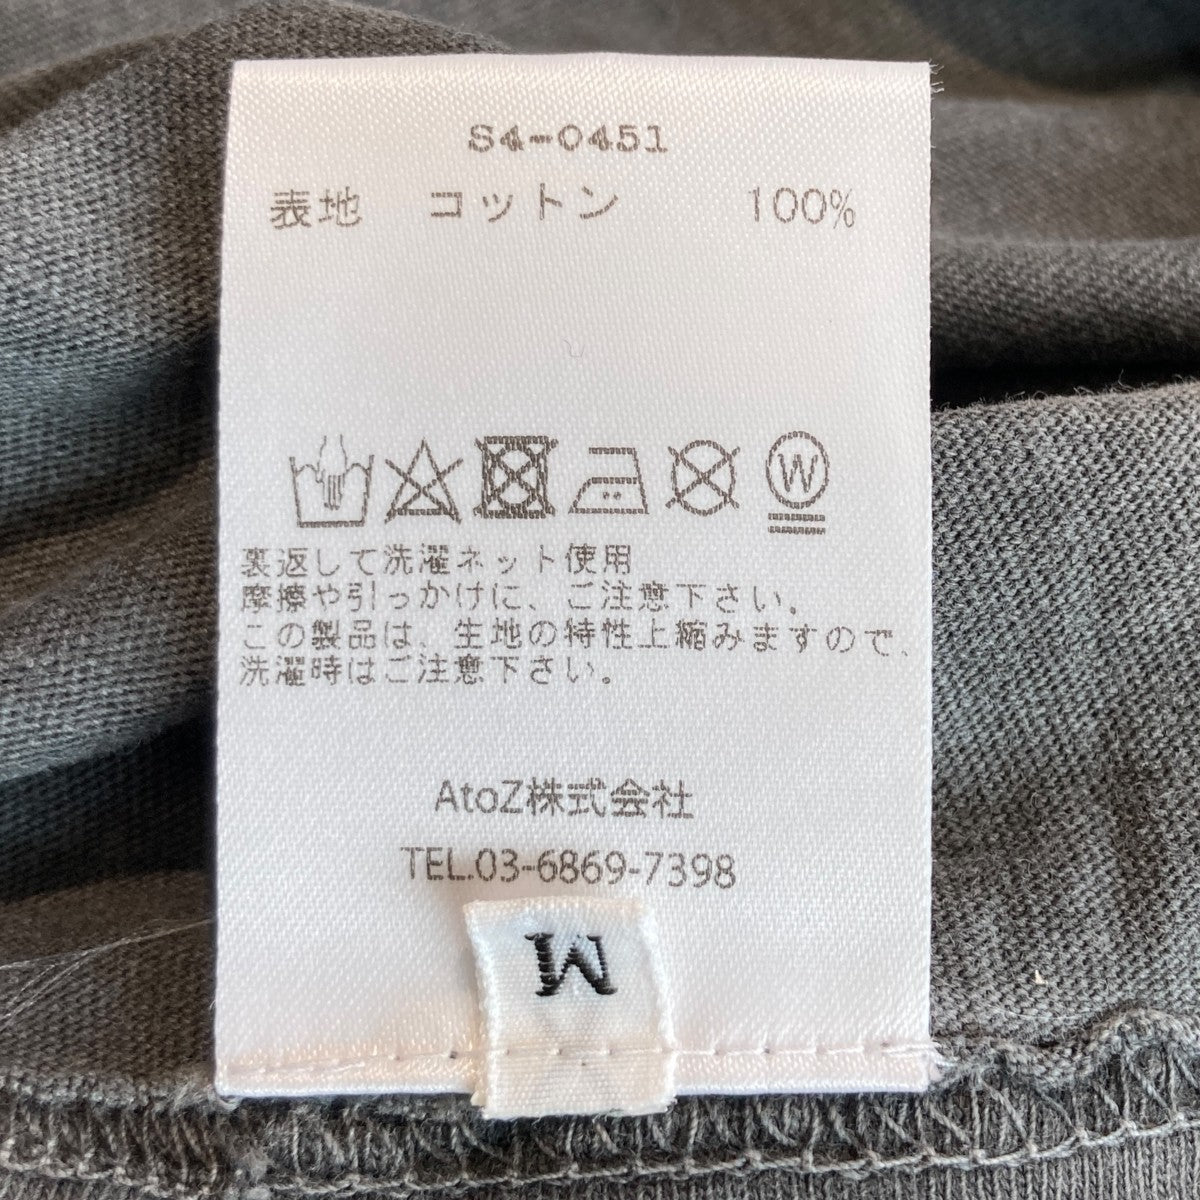 S4-0451
表地 コットン 100%
W
裏返して洗濯ネット使用
摩擦や引っかけに、ご注意下さい。
この製品は、生地の特性上縮みますので、
洗濯時はご注意下さい。
AtoZ株式会社
TEL.03-6869-7398
M